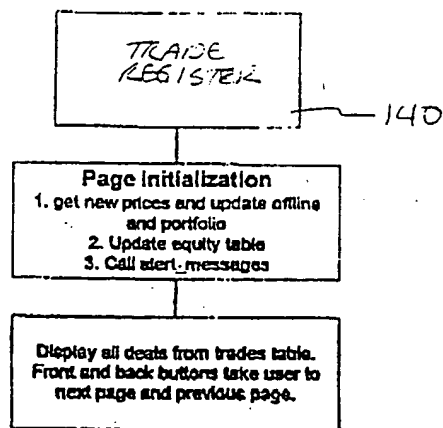 TRADE
REGISTER
140
Page Initialization
1. get new prices and update offline
and portfolio
2. Update equity table
3. Call alert_messages
Display all deals from trades table.
Front and back buttons take user to
next page and previous page.